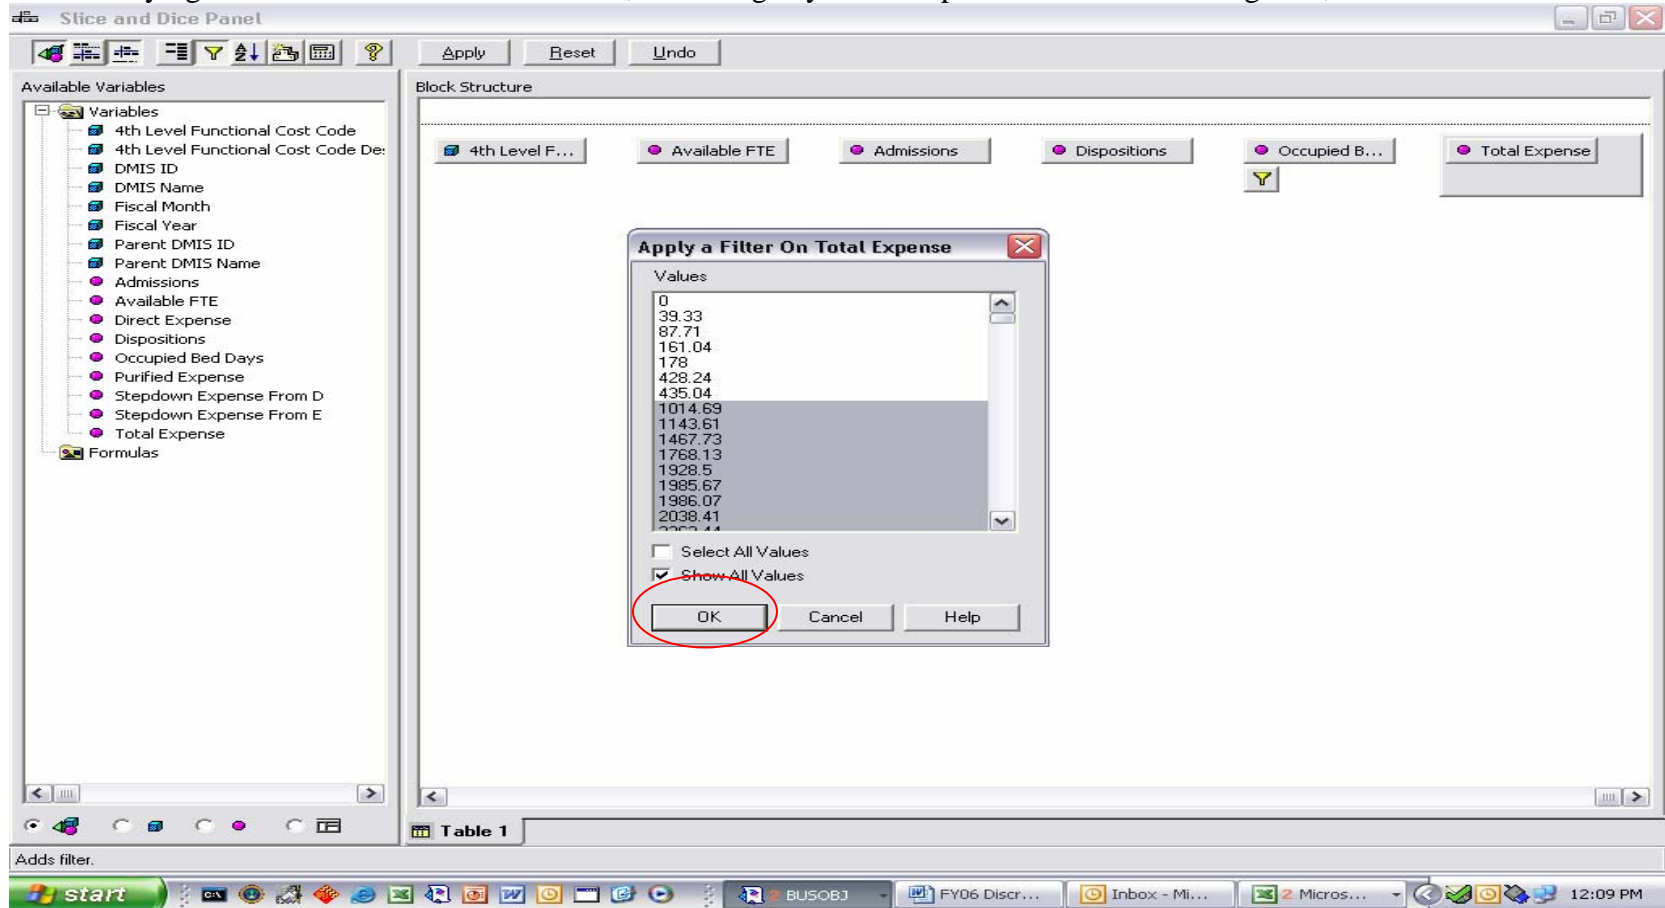 Slice and Dice Panel
Apply Reset Undo
Available Variables
Variables
4th Level Functional Cost Code
4th Level Functional Cost Code De
DMIS ID
DMIS Name
Fiscal Month
Fiscal Year
Parent DMIS ID
Parent DMIS Name
Admissions
Available FTE
Direct Expense
Dispositions
Occupied Bed Days
Purified Expense
Stepdown Expense From D
Stepdown Expense From E
Total Expense
Formulas
Block Structure
4th Level F... Available FTE Admissions Dispositions Occupied B... Total Expense
Apply a Filter On Total Expense
Values
0
39.33
87.71
161.04
178
428.24
435.04
1014.69
1143.61
1467.73
1768.13
1928.5
1985.67
1986.07
2038.41
Select All Values
Show All Values
OK Cancel Help
Table 1
Adds filter.
start 2 BUSOBJ FY06 Discr... Inbox - Mi... 2 Micros... 12:09 PM